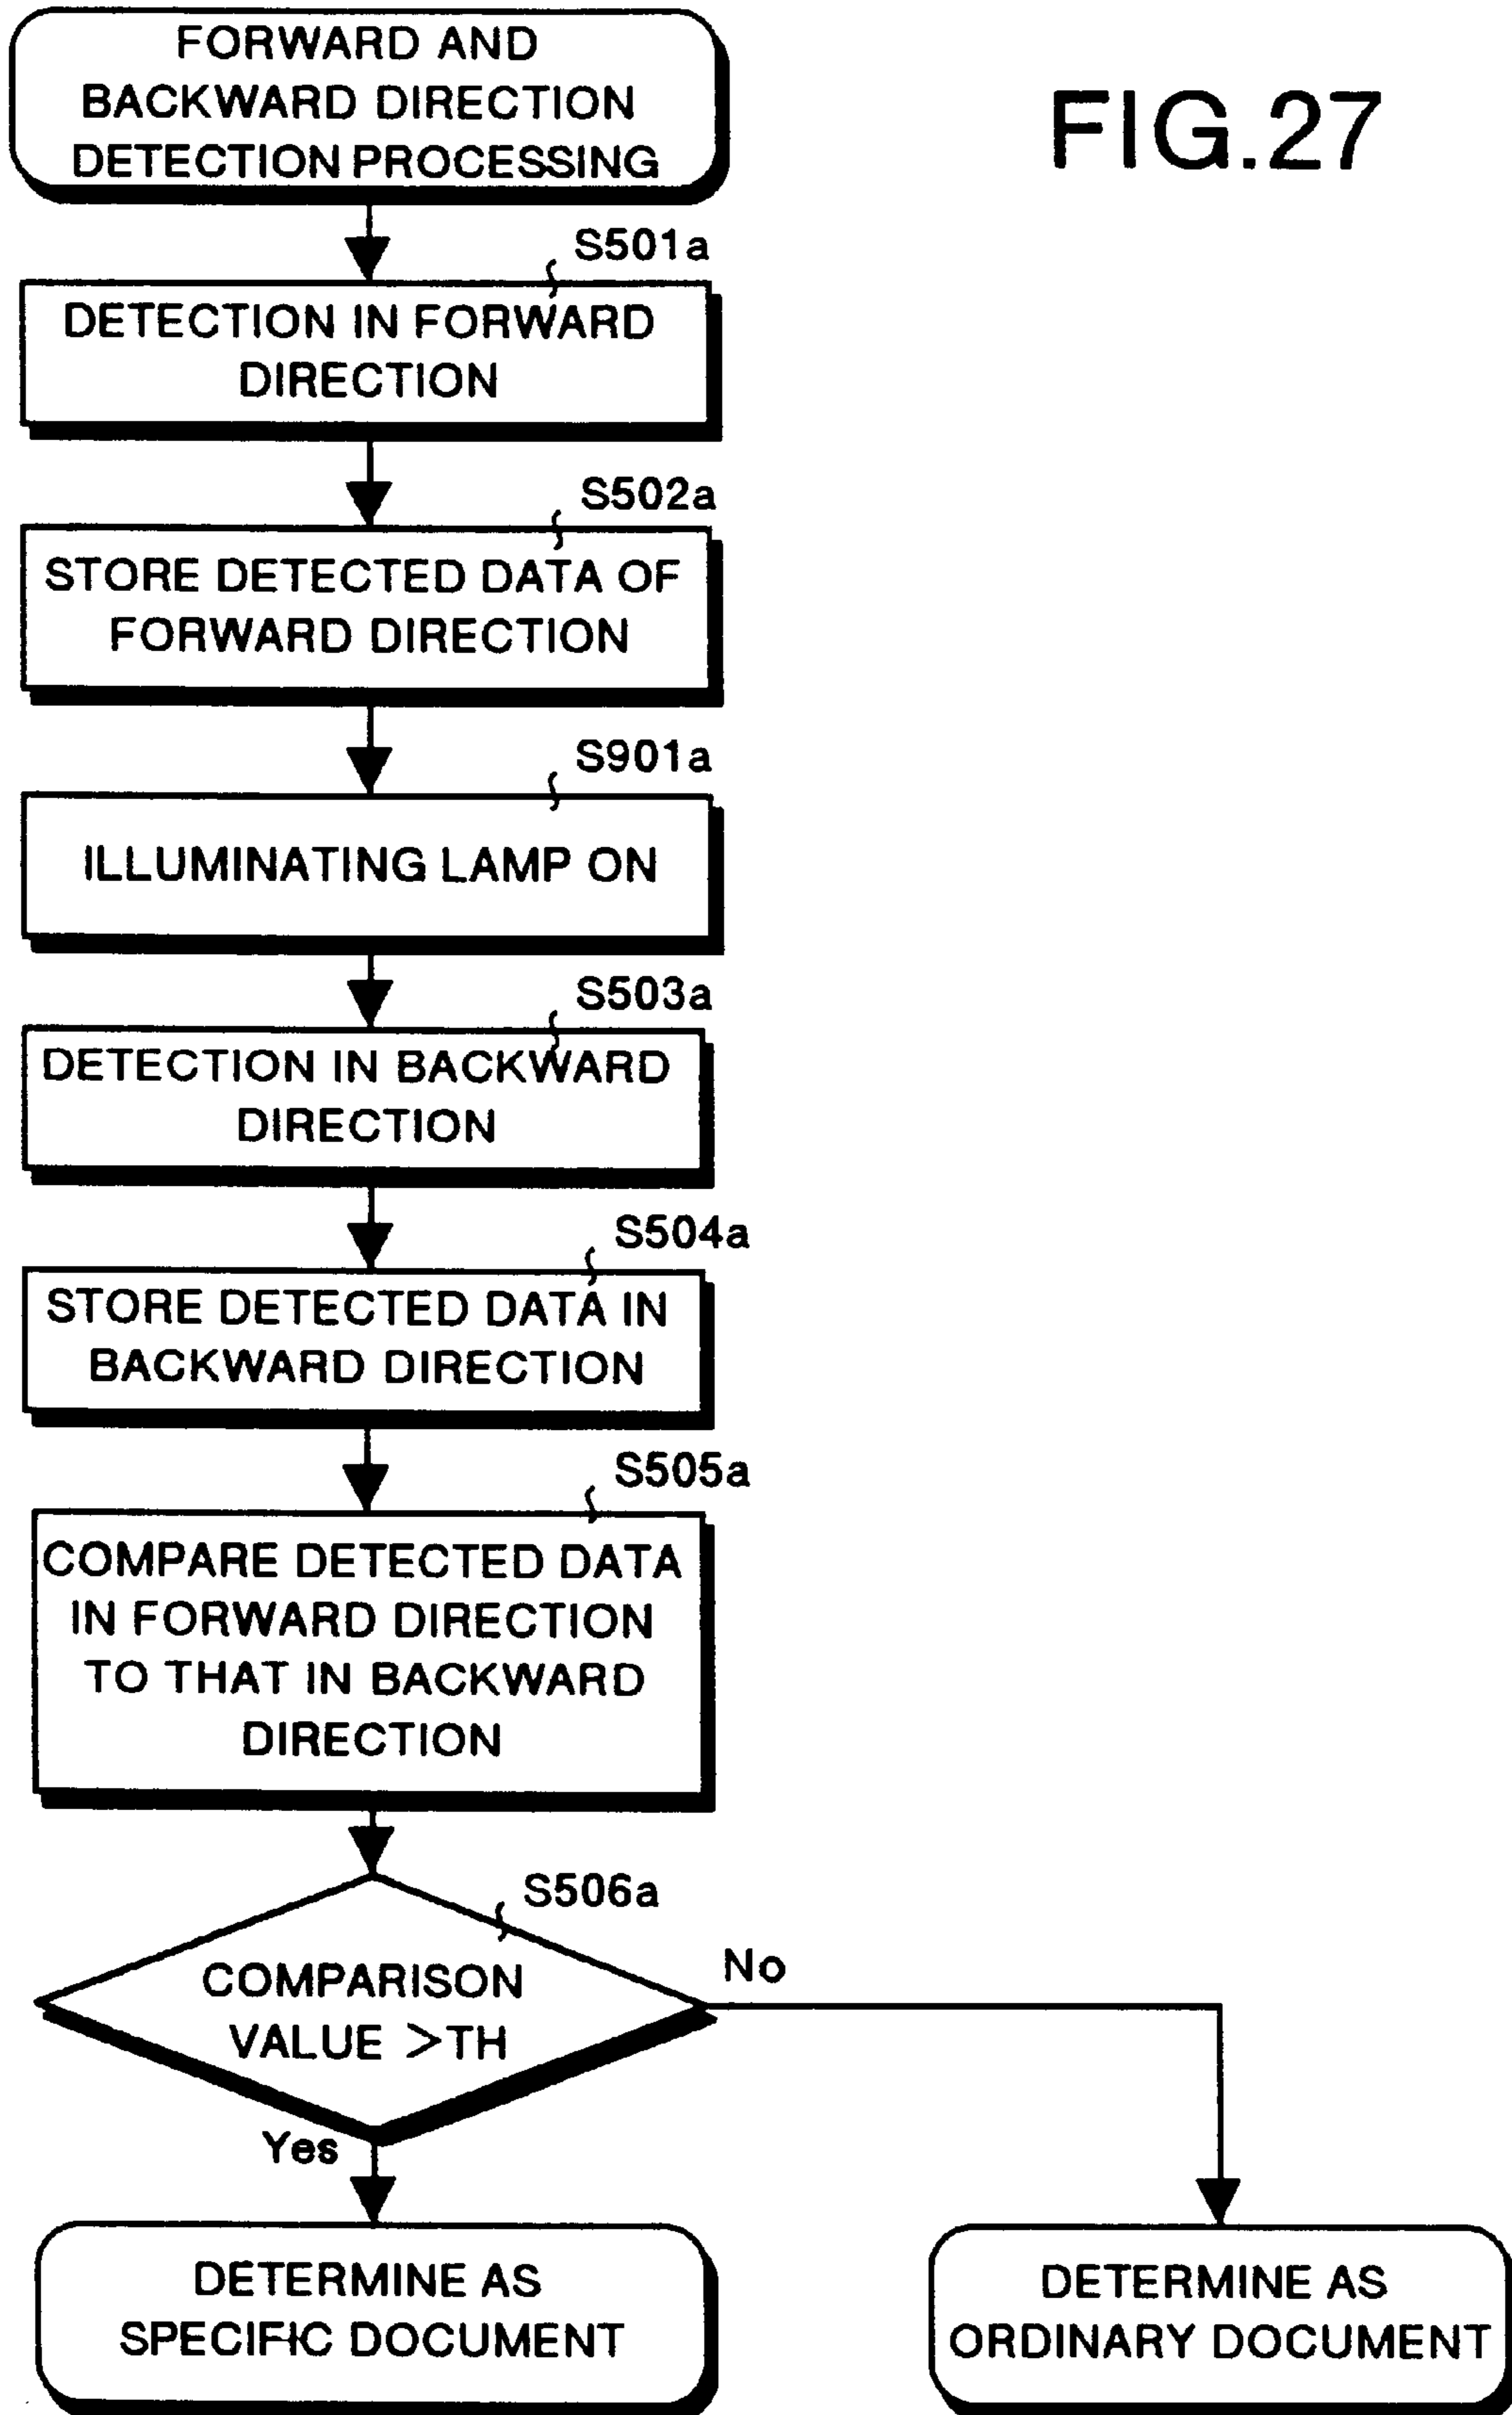 FORWARD AND
BACKWARD DIRECTION
DETECTION PROCESSING
FIG.27
S501a
DETECTION IN FORWARD
DIRECTION
S502a
STORE DETECTED DATA OF
FORWARD DIRECTION
S901a
ILLUMINATING LAMP ON
S503a
DETECTION IN BACKWARD
DIRECTION
S504a
STORE DETECTED DATA IN
BACKWARD DIRECTION
S505a
COMPARE DETECTED DATA
IN FORWARD DIRECTION
TO THAT IN BACKWARD
DIRECTION
S506a
COMPARISON
VALUE >TH
No
Yes
DETERMINE AS
SPECIFIC DOCUMENT
DETERMINE AS
ORDINARY DOCUMENT